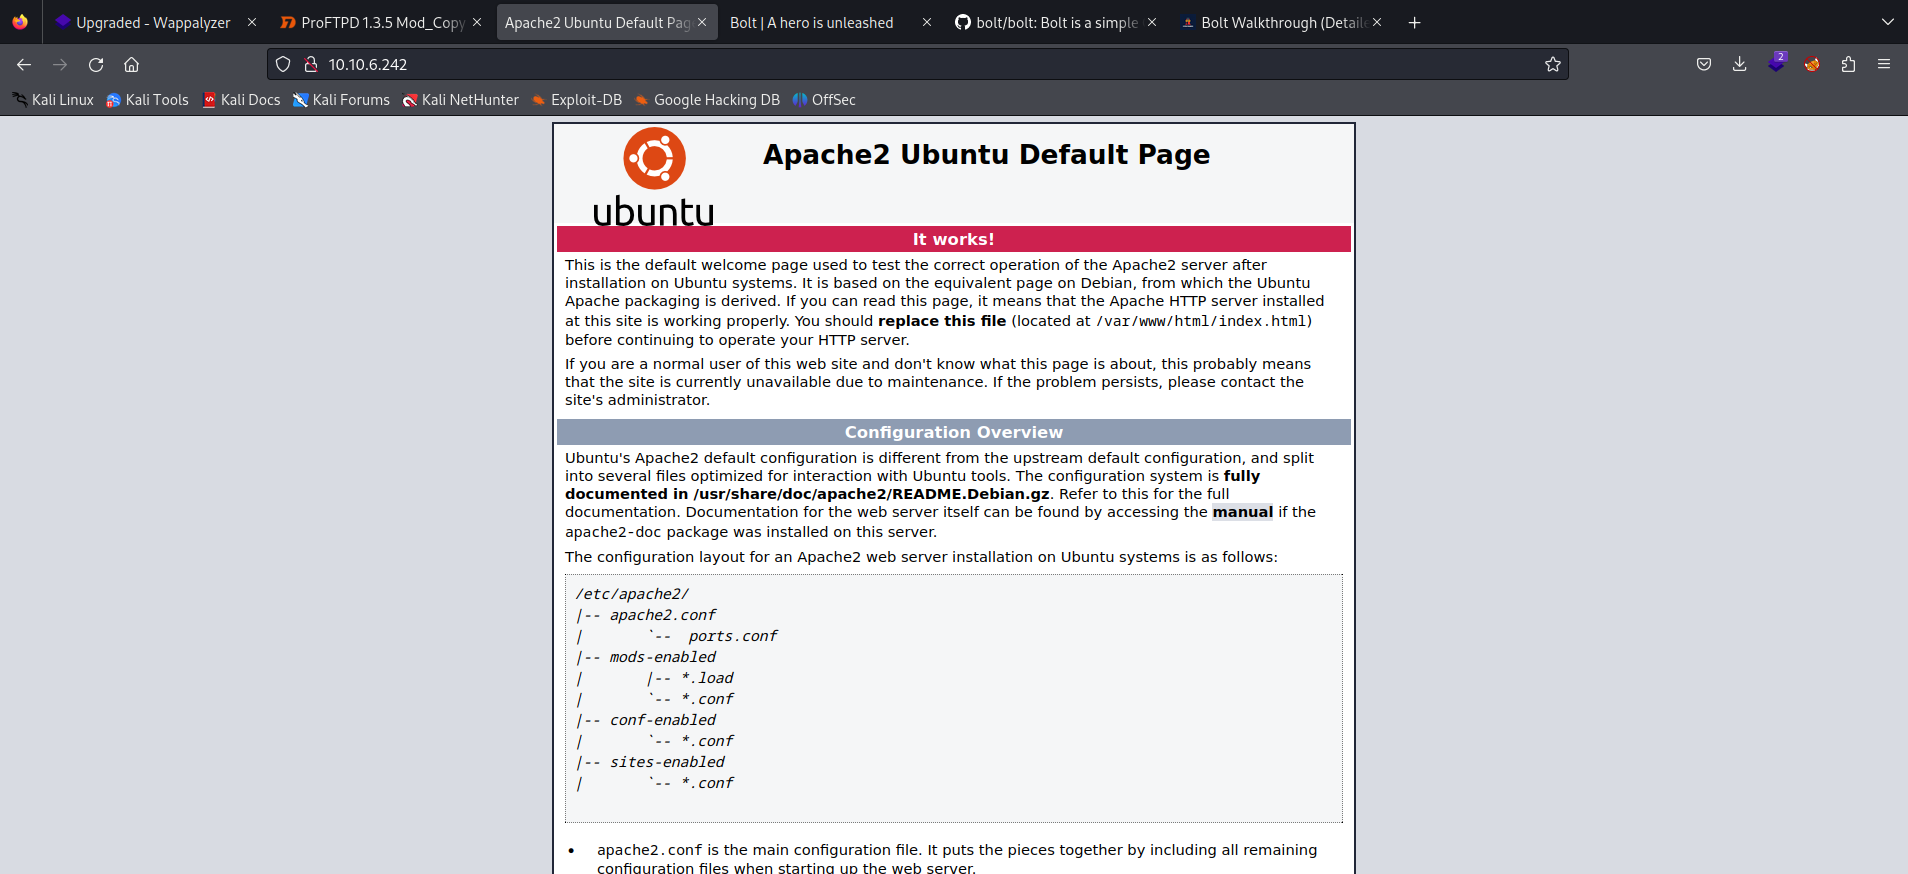 Upgraded - Wappalyzer
ProFTPD 1.3.5 Mod_Copy
Apache2 Ubuntu Default Pag
Bolt | A hero is unleashed
bolt/bolt: Bolt is a simple
Bolt Walkthrough (Detaile
10.10.6.242
2
Kali Linux Kali Tools Kali Docs Kali Forums Kali NetHunter Exploit-DB Google Hacking DB OffSec
ubuntu
Apache2 Ubuntu Default Page
It works!
This is the default welcome page used to test the correct operation of the Apache2 server after
installation on Ubuntu systems. It is based on the equivalent page on Debian, from which the Ubuntu
Apache packaging is derived. If you can read this page, it means that the Apache HTTP server installed
at this site is working properly. You should replace this file (located at /var/www/html/index.html)
before continuing to operate your HTTP server.
If you are a normal user of this web site and don't know what this page is about, this probably means
that the site is currently unavailable due to maintenance. If the problem persists, please contact the
site's administrator.
Configuration Overview
Ubuntu's Apache2 default configuration is different from the upstream default configuration, and split
into several files optimized for interaction with Ubuntu tools. The configuration system is fully
documented in /usr/share/doc/apache2/README.Debian.gz. Refer to this for the full
documentation. Documentation for the web server itself can be found by accessing the manual if the
apache2-doc package was installed on this server.
The configuration layout for an Apache2 web server installation on Ubuntu systems is as follows:
/etc/apache2/
|-- apache2.conf
|       `--  ports.conf
|-- mods-enabled
|       |-- *.load
|       `-- *.conf
|-- conf-enabled
|       `-- *.conf
|-- sites-enabled
|       `-- *.conf
• apache2.conf is the main configuration file. It puts the pieces together by including all remaining
configuration files when starting up the web server.